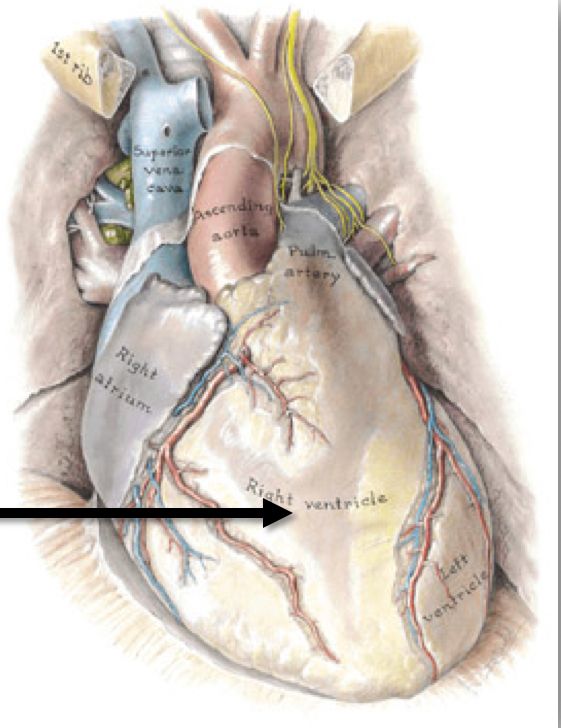 1st rib
Superior
vena
cava
Ascending
aorta
Pulm
artery
Right
atrium
Right ventricle
Left
ventricle